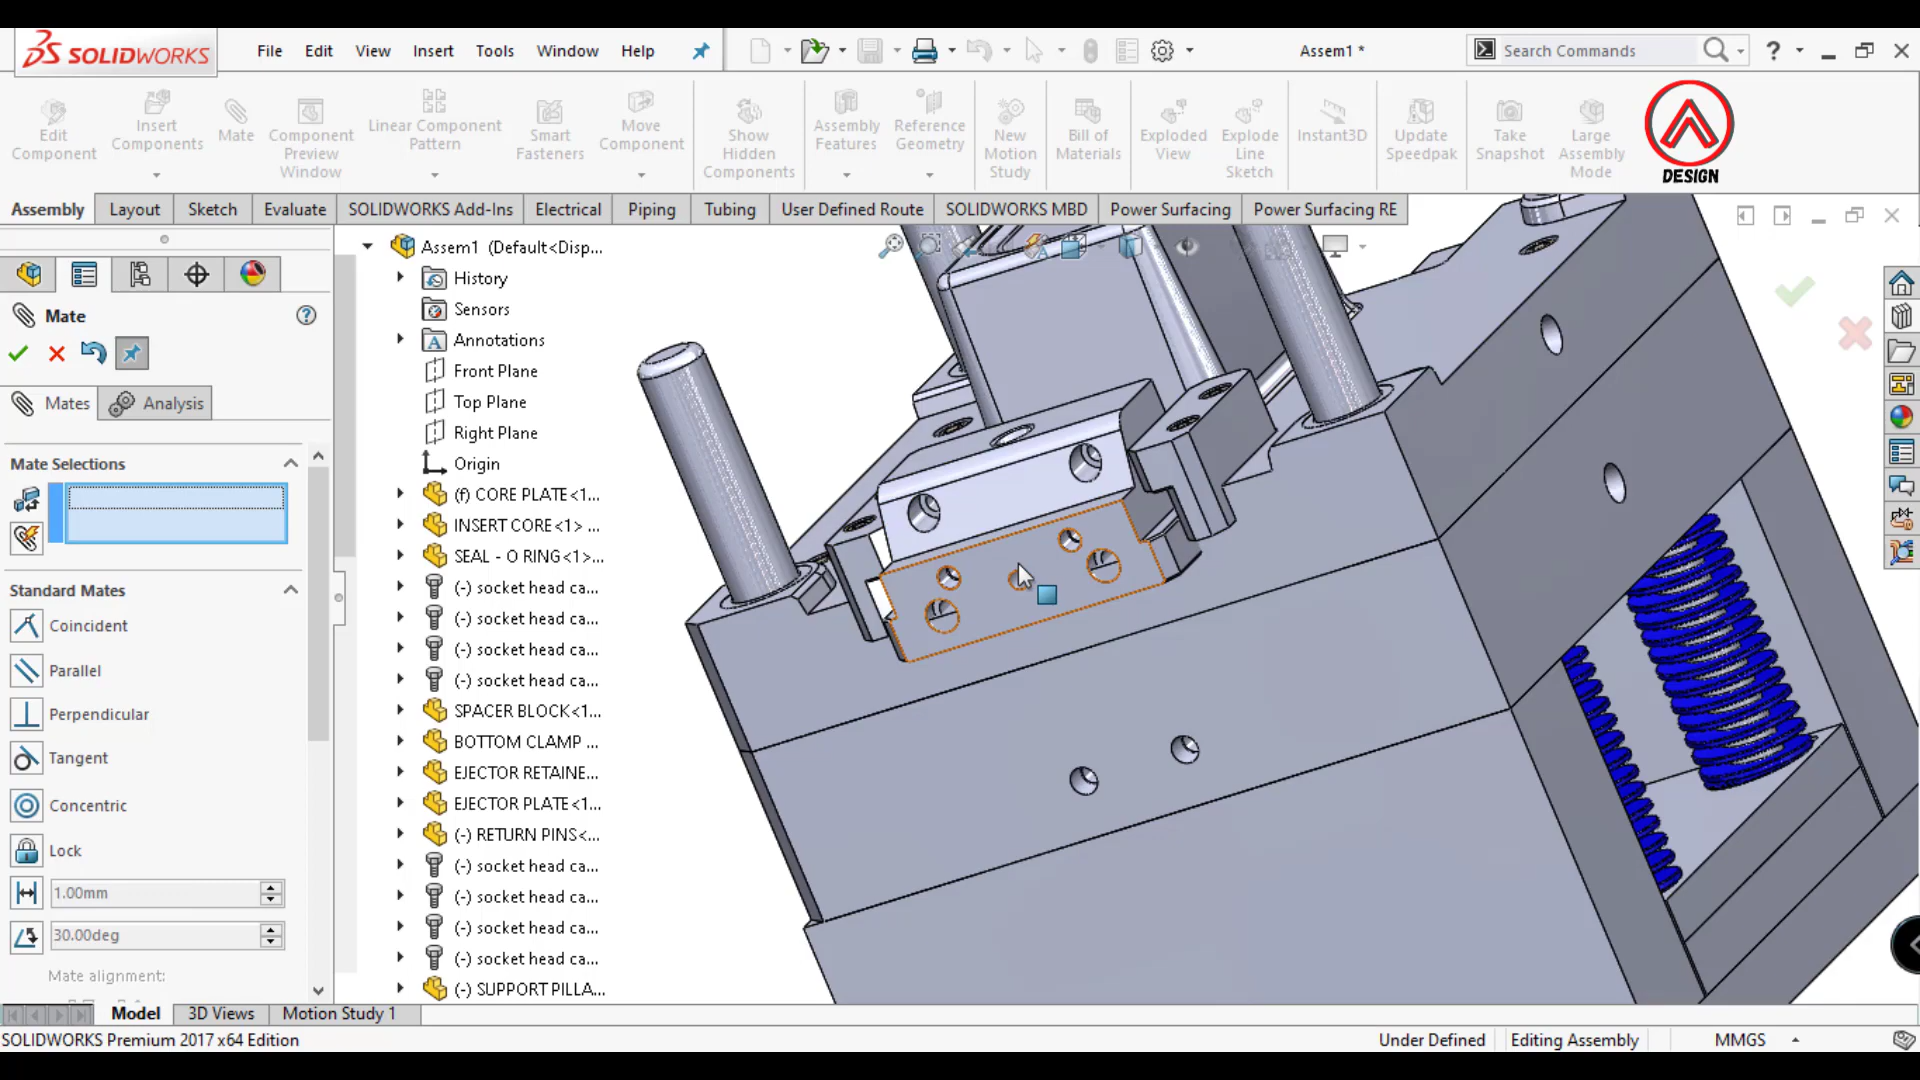 SOLIDWORKS
File Edit View Insert Tools Window Help
Assem1 *
Search Commands
Edit Component
Insert Components
Mate
Component Preview Window
Linear Component Pattern
Smart Fasteners
Move Component
Show Hidden Components
Assembly Features
Reference Geometry
New Motion Study
Bill of Materials
Exploded View
Explode Line Sketch
Instant3D
Update Speedpak
Take Snapshot
Large Assembly Mode
DESIGN
Assembly Layout Sketch Evaluate SOLIDWORKS Add-Ins Electrical Piping Tubing User Defined Route SOLIDWORKS MBD Power Surfacing Power Surfacing RE
Mate
Mates Analysis
Mate Selections
Standard Mates
Coincident
Parallel
Perpendicular
Tangent
Concentric
Lock
1.00mm
30.00deg
Mate alignment:
Assem1 (Default<Disp...
History
Sensors
Annotations
Front Plane
Top Plane
Right Plane
Origin
(f) CORE PLATE<1...
INSERT CORE<1> ...
SEAL - O RING<1>...
(-) socket head ca...
(-) socket head ca...
(-) socket head ca...
(-) socket head ca...
SPACER BLOCK<1...
BOTTOM CLAMP ...
EJECTOR RETAINE...
EJECTOR PLATE<1...
(-) RETURN PINS<...
(-) socket head ca...
(-) socket head ca...
(-) socket head ca...
(-) socket head ca...
(-) SUPPORT PILLA...
Model 3D Views Motion Study 1
SOLIDWORKS Premium 2017 x64 Edition
Under Defined Editing Assembly MMGS